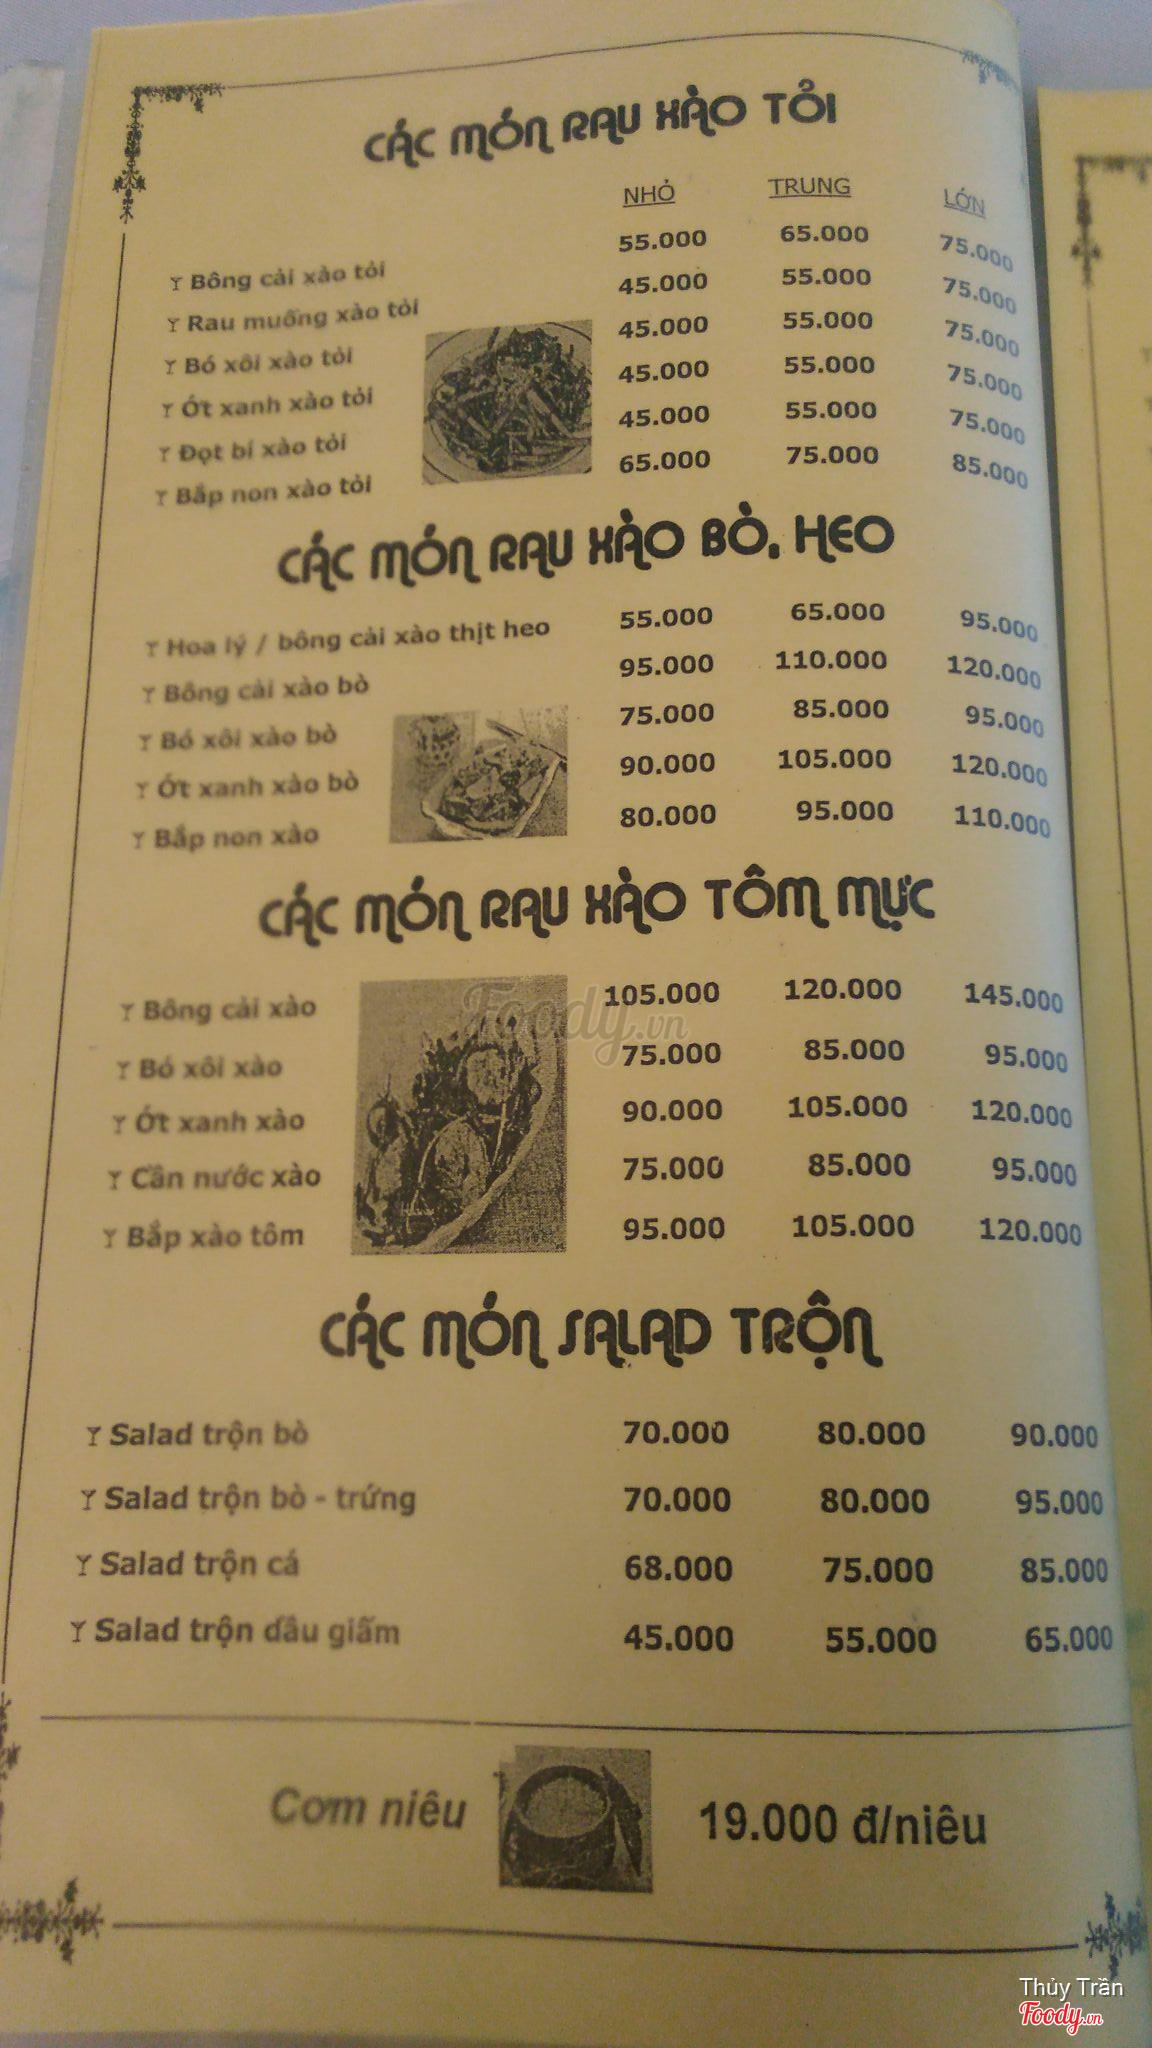 CÁC MÓN RAU XÀO TỎI
NHỎ TRUNG LỚN
Bông cải xào tỏi 55.000 65.000 75.000
Rau muống xào tỏi 45.000 55.000 75.000
Bó xôi xào tỏi 45.000 55.000 75.000
Ớt xanh xào tỏi 45.000 55.000 75.000
Đọt bí xào tỏi 45.000 55.000 75.000
Bắp non xào tỏi 65.000 75.000 85.000
CÁC MÓN RAU XÀO BÒ, HEO
Hoa lý / bông cải xào thịt heo 55.000 65.000 95.000
Bông cải xào bò 95.000 110.000 120.000
Bó xôi xào bò 75.000 85.000 95.000
Ớt xanh xào bò 90.000 105.000 120.000
Bắp non xào 80.000 95.000 110.000
CÁC MÓN RAU XÀO TÔM MỰC
Bông cải xào 105.000 120.000 145.000
Foody.vn
Bó xôi xào 75.000 85.000 95.000
Ớt xanh xào 90.000 105.000 120.000
Cần nước xào 75.000 85.000 95.000
Bắp xào tôm 95.000 105.000 120.000
CÁC MÓN SALAD TRỘN
Salad trộn bò 70.000 80.000 90.000
Salad trộn bò - trứng 70.000 80.000 95.000
Salad trộn cá 68.000 75.000 85.000
Salad trộn dầu giấm 45.000 55.000 65.000
Cơm niêu 19.000 đ/niêu
Thủy Trần
Foody.vn